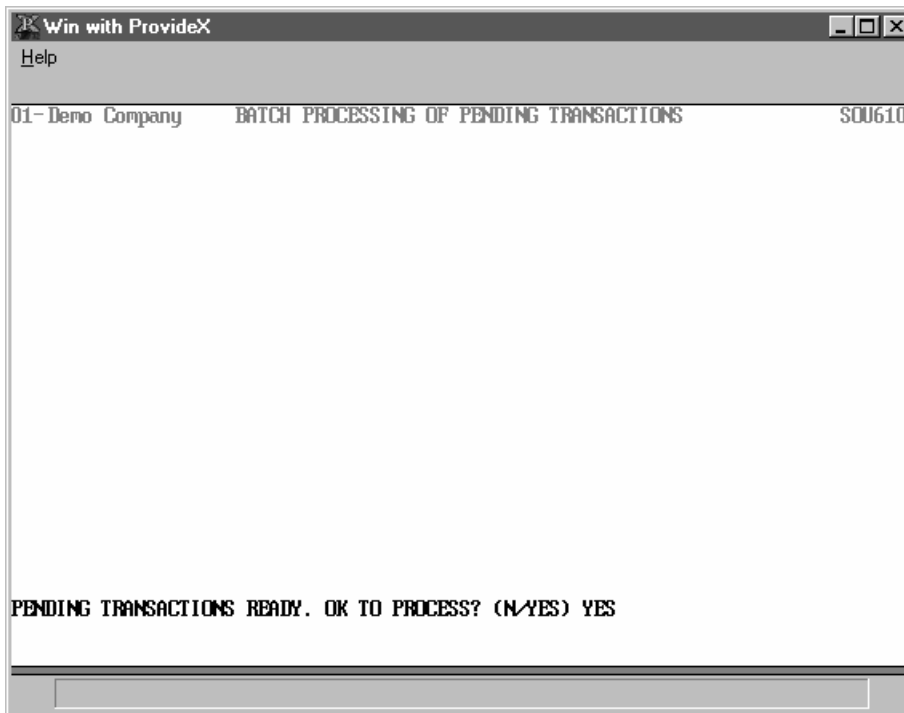 Win with ProvideX
Help
01-Demo Company BATCH PROCESSING OF PENDING TRANSACTIONS SOU610
PENDING TRANSACTIONS READY. OK TO PROCESS? (N/YES) YES